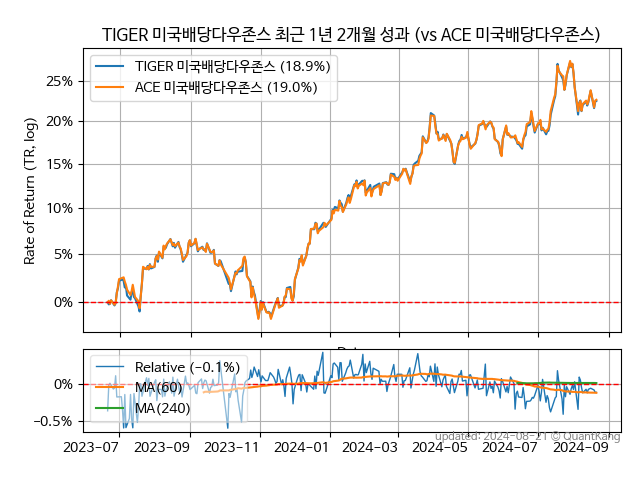 TIGER 미국배당다우존스 최근 1년 2개월 성과 (vs ACE 미국배당다우존스)
TIGER 미국배당다우존스 (18.9%)
ACE 미국배당다우존스 (19.0%)
Rate of Return (TR, log)
25%
20%
15%
10%
5%
0%
Relative (−0.1%)
MA(60)
MA(240)
0%
−0.5%
updated: 2024-08-21 © QuantKang
2023-07
2023-09
2023-11
2024-01
2024-03
2024-05
2024-07
2024-09